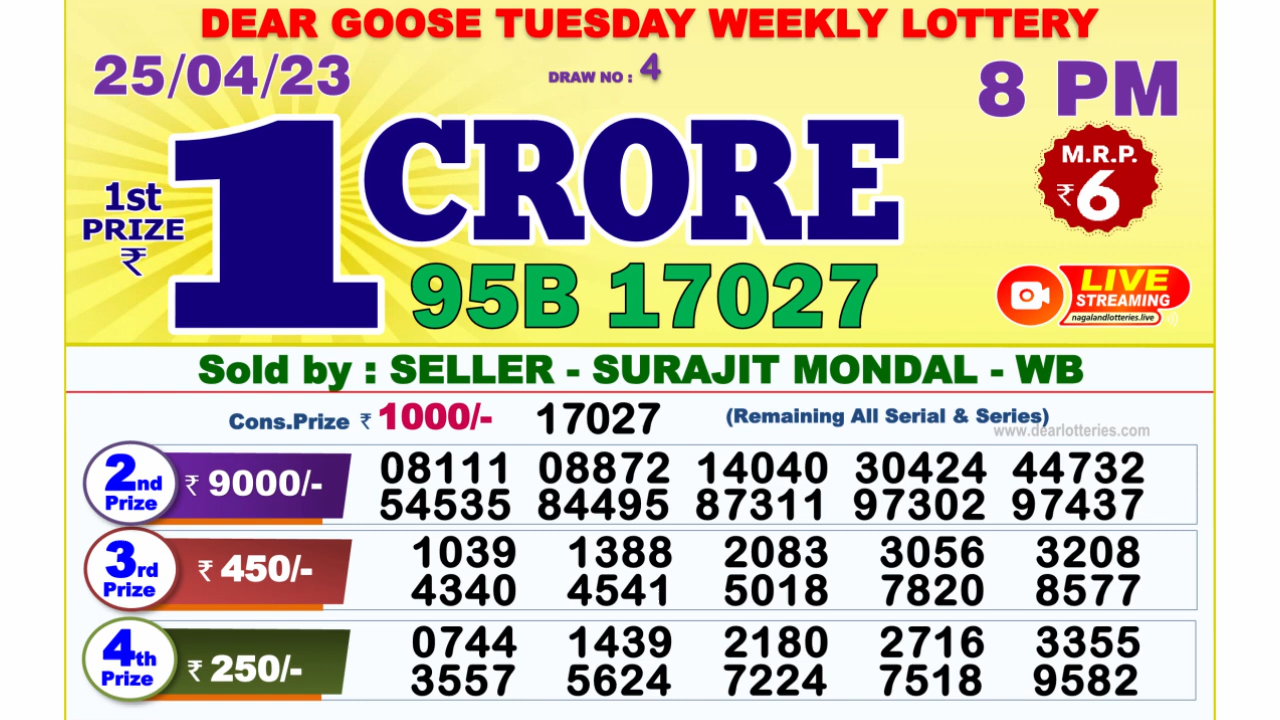 DEAR GOOSE TUESDAY WEEKLY LOTTERY
25/04/23
DRAW NO : 4
8 PM
1st
PRIZE
₹
1 CRORE
M.R.P.
₹ 6
95B 17027
LIVE
STREAMING
nagalandlotteries.live
Sold by : SELLER - SURAJIT MONDAL - WB
Cons.Prize ₹ 1000/- 17027 (Remaining All Serial & Series)
www.dearlotteries.com
2nd
Prize
₹ 9000/-
08111 08872 14040 30424 44732
54535 84495 87311 97302 97437
3rd
Prize
₹ 450/-
1039 1388 2083 3056 3208
4340 4541 5018 7820 8577
4th
Prize
₹ 250/-
0744 1439 2180 2716 3355
3557 5624 7224 7518 9582